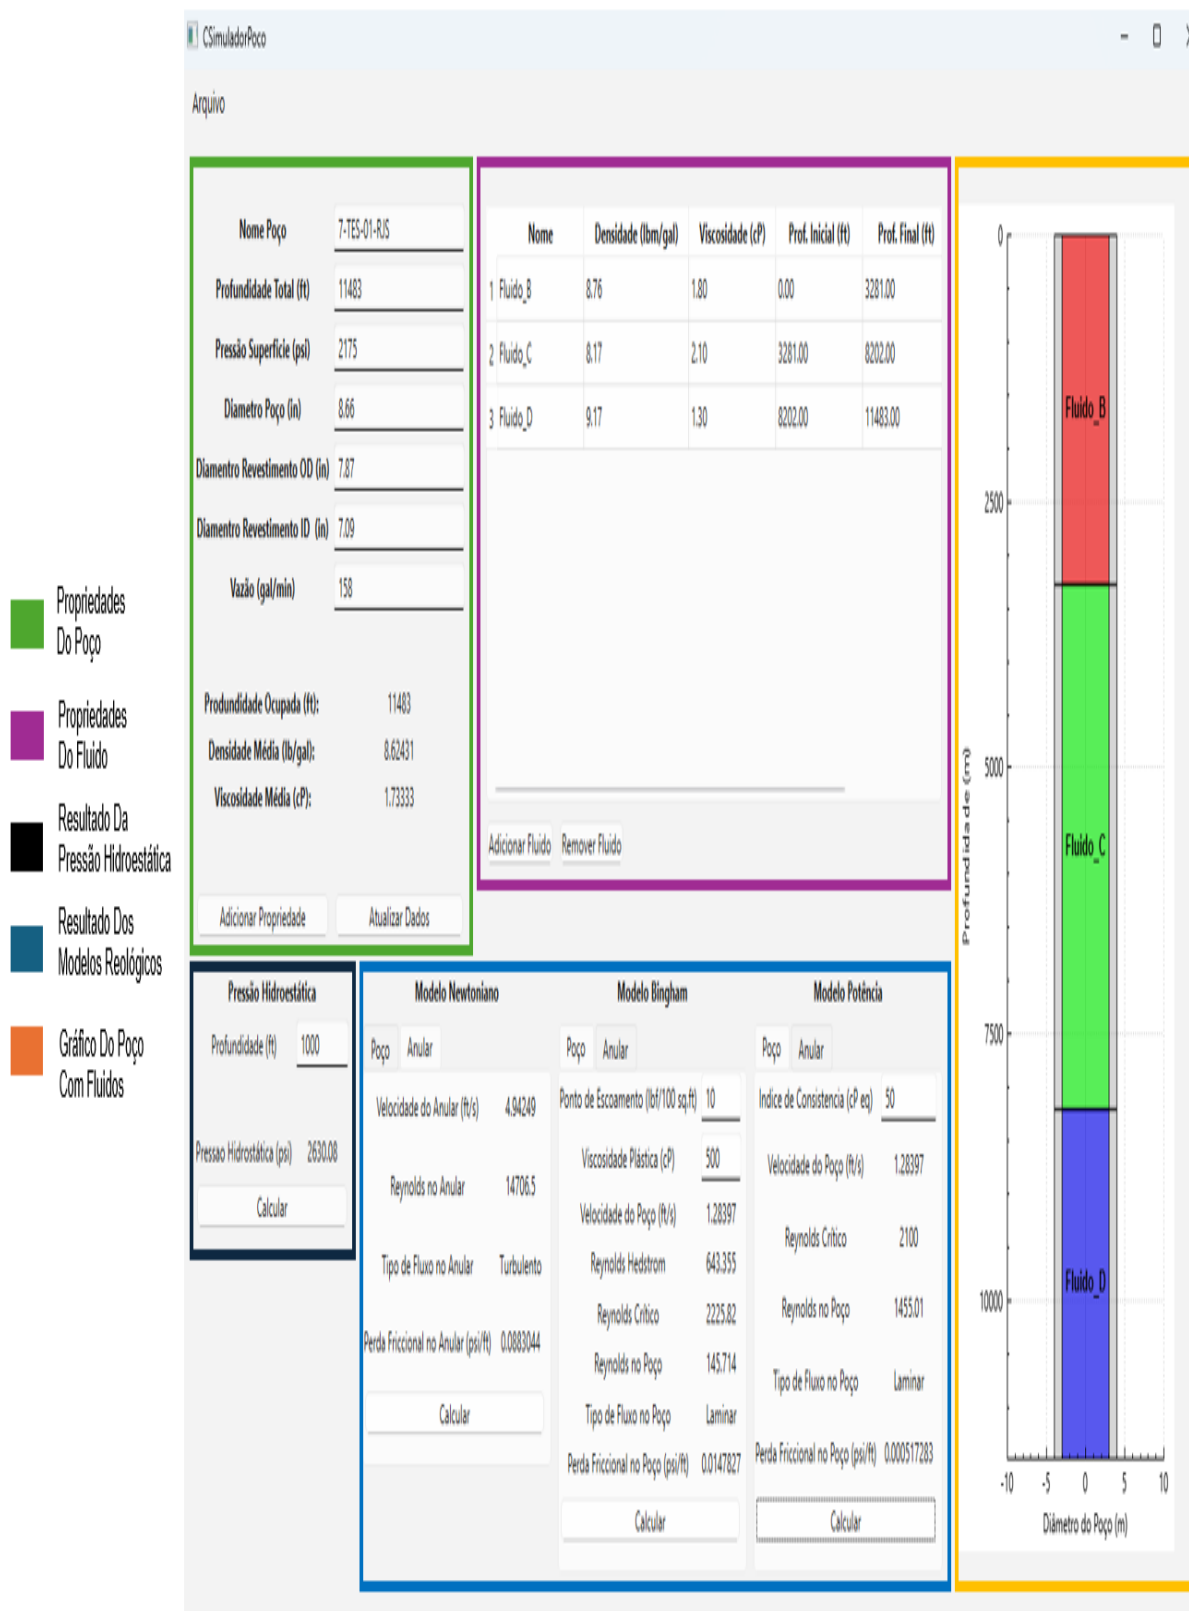 CSimuladorPoco
Arquivo
Nome Poço 7-TES-01-RJS
Profundidade Total (ft) 11483
Pressão Superficie (psi) 2175
Diametro Poço (in) 8.66
Diamentro Revestimento OD (in) 7.87
Diamentro Revestimento ID (in) 7.09
Vazão (gal/min) 158
Produndidade Ocupada (ft): 11483
Densidade Média (lb/gal): 8.62431
Viscosidade Média (cP): 1.73333
Adicionar Propriedade Atualizar Dados
Nome Densidade (lbm/gal) Viscosidade (cP) Prof. Inicial (ft) Prof. Final (ft)
1 Fluido_B 8.76 1.80 0.00 3281.00
2 Fluido_C 8.17 2.10 3281.00 8202.00
3 Fluido_D 9.17 1.30 8202.00 11483.00
Adicionar Fluido Remover Fluido
Propriedades
Do Poço
Propriedades
Do Fluido
Resultado Da
Pressão Hidroestática
Resultado Dos
Modelos Reológicos
Gráfico Do Poço
Com Fluidos
Pressão Hidroestática
Profundidade (ft) 1000
Pressao Hidrostática (psi) 2630.08
Calcular
Modelo Newtoniano
Poço Anular
Velocidade do Anular (ft/s) 4.94249
Reynolds no Anular 14706.5
Tipo de Fluxo no Anular Turbulento
Perda Friccional no Anular (psi/ft) 0.0883044
Calcular
Modelo Bingham
Poço Anular
Ponto de Escoamento (lbf/100 sq.ft) 10
Viscosidade Plástica (cP) 500
Velocidade do Poço (ft/s) 1.28397
Reynolds Hedstrom 643.355
Reynolds Crítico 2225.82
Reynolds no Poço 145.714
Tipo de Fluxo no Poço Laminar
Perda Friccional no Poço (psi/ft) 0.0147827
Calcular
Modelo Potência
Poço Anular
Indice de Consistencia (cP eq) 50
Velocidade do Poço (ft/s) 1.28397
Reynolds Crítico 2100
Reynolds no Poço 1455.01
Tipo de Fluxo no Poço Laminar
Perda Friccional no Poço (psi/ft) 0.000517283
Calcular
Profundidade (m)
0
2500
5000
7500
10000
Fluido_B
Fluido_C
Fluido_D
-10 -5 0 5 10
Diâmetro do Poço (m)